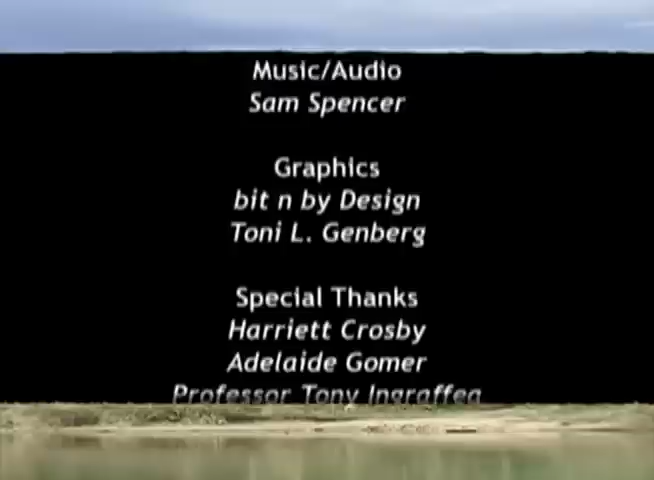 Music/Audio
Sam Spencer
Graphics
bit n by Design
Toni L. Genberg
Special Thanks
Harriett Crosby
Adelaide Gomer
Professor Tony Ingraffea